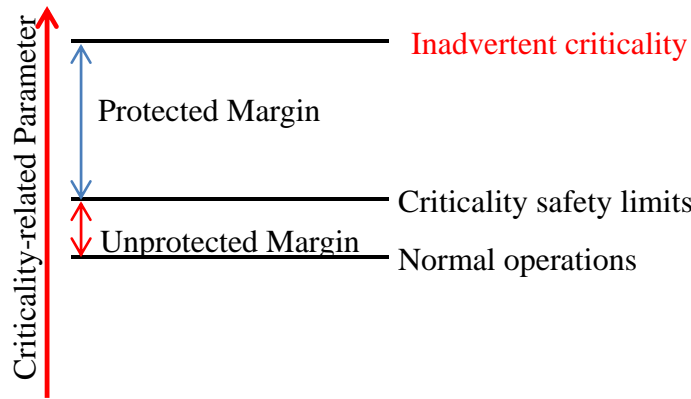 Criticality-related Parameter
Inadvertent criticality
Protected Margin
Criticality safety limits
Unprotected Margin
Normal operations